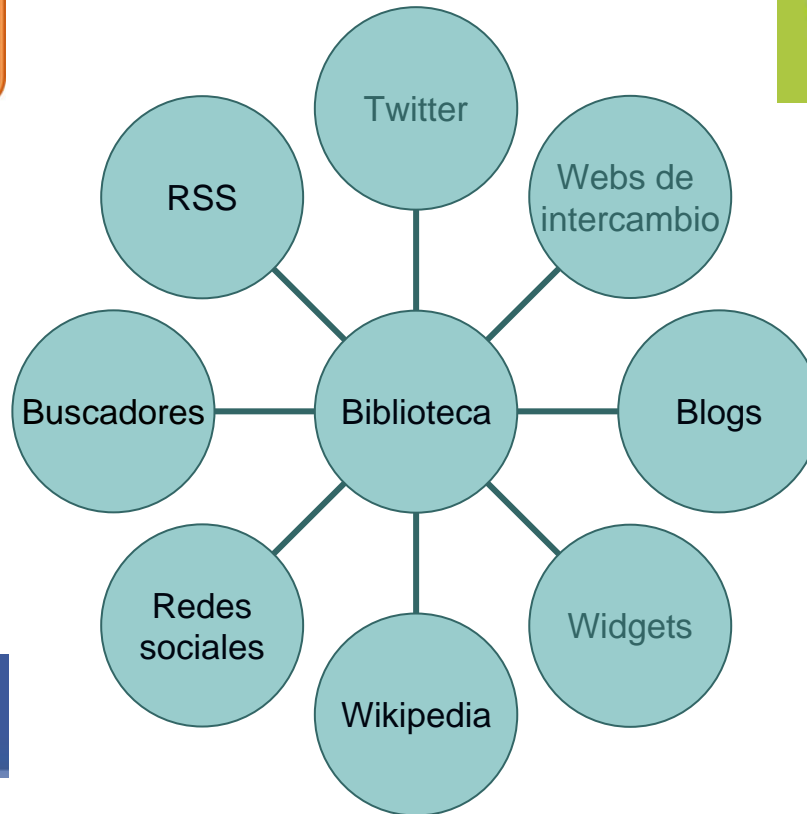 Twitter
RSS
Webs de
intercambio
Buscadores
Biblioteca
Blogs
Redes
sociales
Widgets
Wikipedia